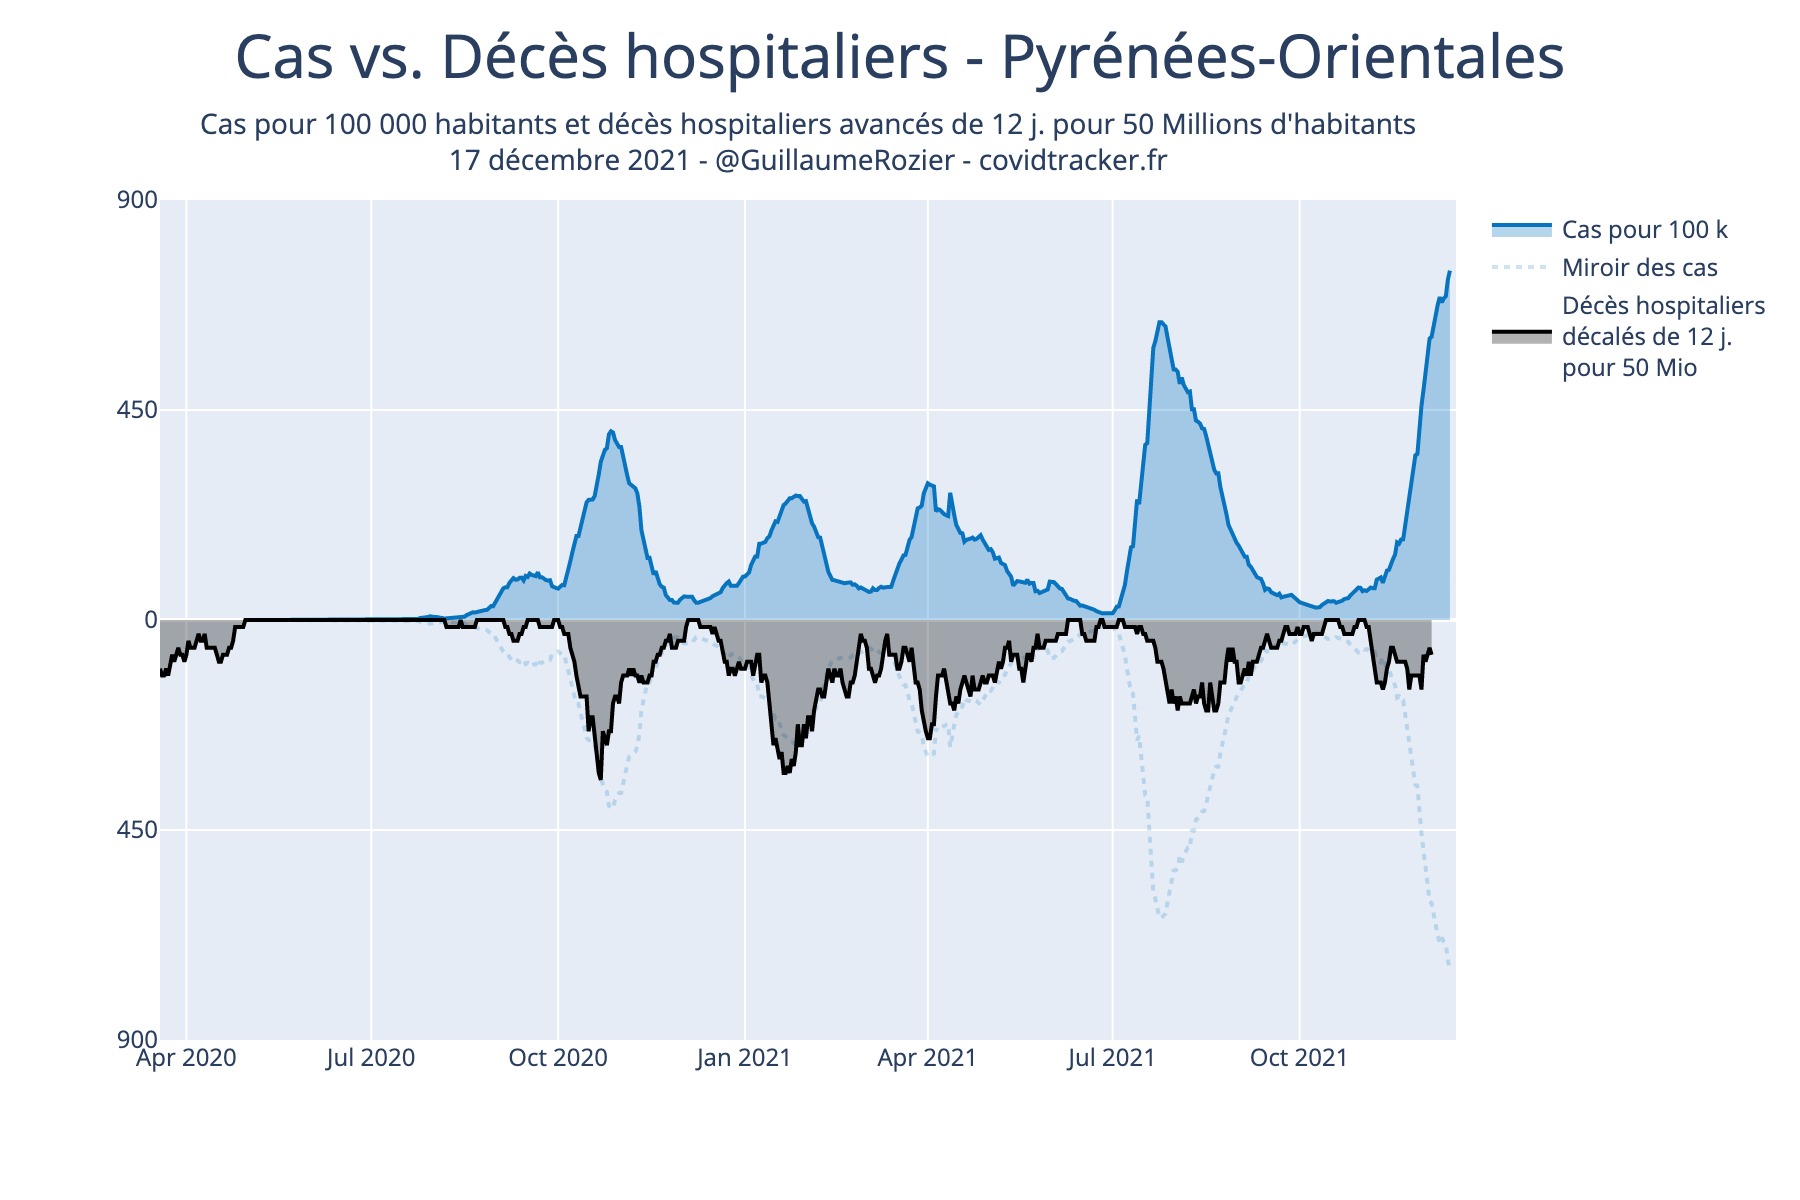 Cas vs. Décès hospitaliers - Pyrénées-Orientales
Cas pour 100 000 habitants et décès hospitaliers avancés de 12 j. pour 50 Millions d'habitants
17 décembre 2021 - @GuillaumeRozier - covidtracker.fr
900
450
0
450
900
Apr 2020
Jul 2020
Oct 2020
Jan 2021
Apr 2021
Jul 2021
Oct 2021
Cas pour 100 k
Miroir des cas
Décès hospitaliers
décalés de 12 j.
pour 50 Mio